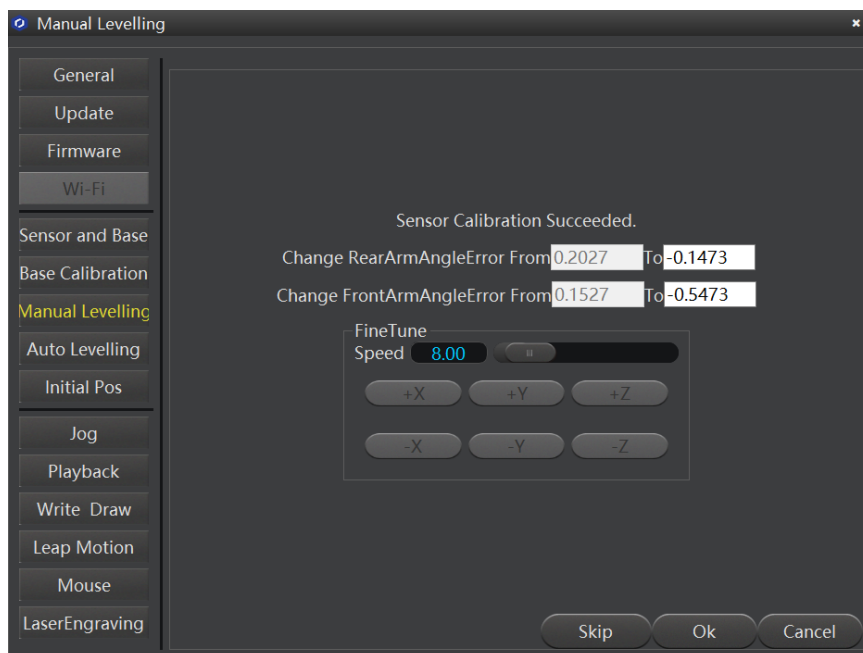 Manual Levelling
General
Update
Firmware
Wi-Fi
Sensor and Base
Base Calibration
Manual Levelling
Auto Levelling
Initial Pos
Jog
Playback
Write Draw
Leap Motion
Mouse
LaserEngraving
Sensor Calibration Succeeded.
Change RearArmAngleError From 0.2027 To -0.1473
Change FrontArmAngleError From 0.1527 To -0.5473
FineTune
Speed 8.00
+X +Y +Z
-X -Y -Z
Skip Ok Cancel